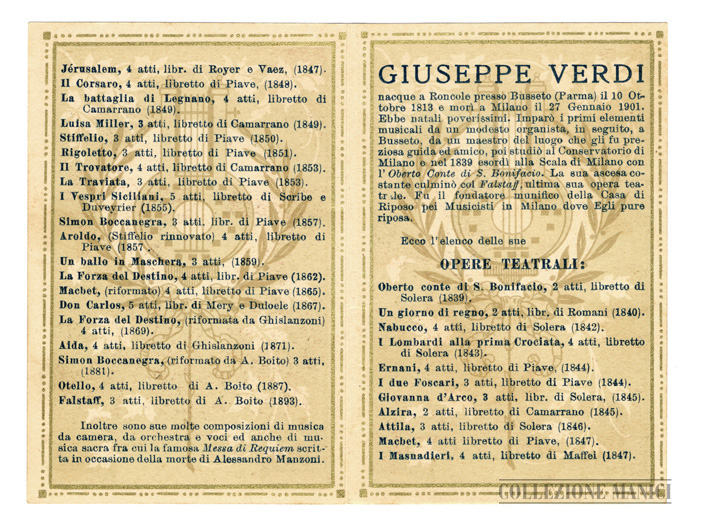 Jérusalem, 4 atti, libr. di Royer e Vaez, (1847).
Il Corsaro, 4 atti, libretto di Piave, (1848).
La battaglia di Legnano, 4 atti, libretto di
Camarrano (1849).
Luisa Miller, 3 atti, libretto di Camarrano (1849).
Stiffelio, 3 atti, libretto di Piave (1850).
Rigoletto, 3 atti, libretto di Piave (1851).
Il Trovatore, 4 atti, libretto di Camarrano (1853).
La Traviata, 3 atti, libretto di Piave (1853).
I Vespri Siciliani, 5 atti, libretto di Scribe e
Duveyrier (1855).
Simon Boccanegra, 3 atti. libr. di Piave (1857).
Aroldo, (Stiffelio rinnovato) 4 atti, libretto di
Piave (1857 .
Un ballo in Maschera, 3 atti, (1859).
La Forza del Destino, 4 atti, libr. di Piave (1862).
Macbet, (riformato) 4 atti, libretto di Piave (1865).
Don Carlos, 5 atti, libr. di Mery e Duloele (1867).
La Forza del Destino, (riformata da Ghislanzoni)
4 atti, (1869).
Aida, 4 atti, libretto di Ghislanzoni (1871).
Simon Boccanegra, (riformato da A. Boito) 3 atti,
(1881).
Otello, 4 atti, libretto di A. Boito (1887).
Falstaff, 3 atti, libretto di A. Boito (1893).
Inoltre sono sue molte composizioni di musica
da camera, da orchestra e voci ed anche di mu-
sica sacra fra cui la famosa Messa di Requiem scrit-
ta in occasione della morte di Alessandro Manzoni.
GIUSEPPE VERDI
nacque a Roncole presso Busseto (Parma) il 10 Ot-
tobre 1813 e morì a Milano il 27 Gennaio 1901.
Ebbe natali poverissimi. Imparò i primi elementi
musicali da un modesto organista, in seguito, a
Busseto, da un maestro del luogo che gli fu pre-
ziosa guida ed amico, poi studiò al Conservatorio di
Milano e nel 1839 esordì alla Scala di Milano con
l'Oberto Conte di S. Bonifacio. La sua ascesa co-
stante culminò col Falstaff, ultima sua opera tea-
trale. Fu il fondatore munifico della Casa di
Riposo pei Musicisti in Milano dove Egli pure
riposa.
Ecco l'elenco delle sue
OPERE TEATRALI:
Oberto conte di S. Bonifacio, 2 atti, libretto di
Solera (1839).
Un giorno di regno, 2 atti, libr. di Romani (1840).
Nabucco, 4 atti, libretto di Solera (1842).
I Lombardi alla prima Crociata, 4 atti, libretto
di Solera (1843).
Ernani, 4 atti, libretto di Piave, (1844).
I due Foscari, 3 atti, libretto di Piave (1844).
Giovanna d'Arco, 3 atti, libr. di Solera, (1845).
Alzira, 2 atti, libretto di Camarrano (1845).
Attila, 3 atti, libretto di Solera (1846).
Macbet, 4 atti libretto di Piave, (1847).
I Masnadieri, 4 atti, libretto di Maffei (1847).
COLLEZIONE MANIGI